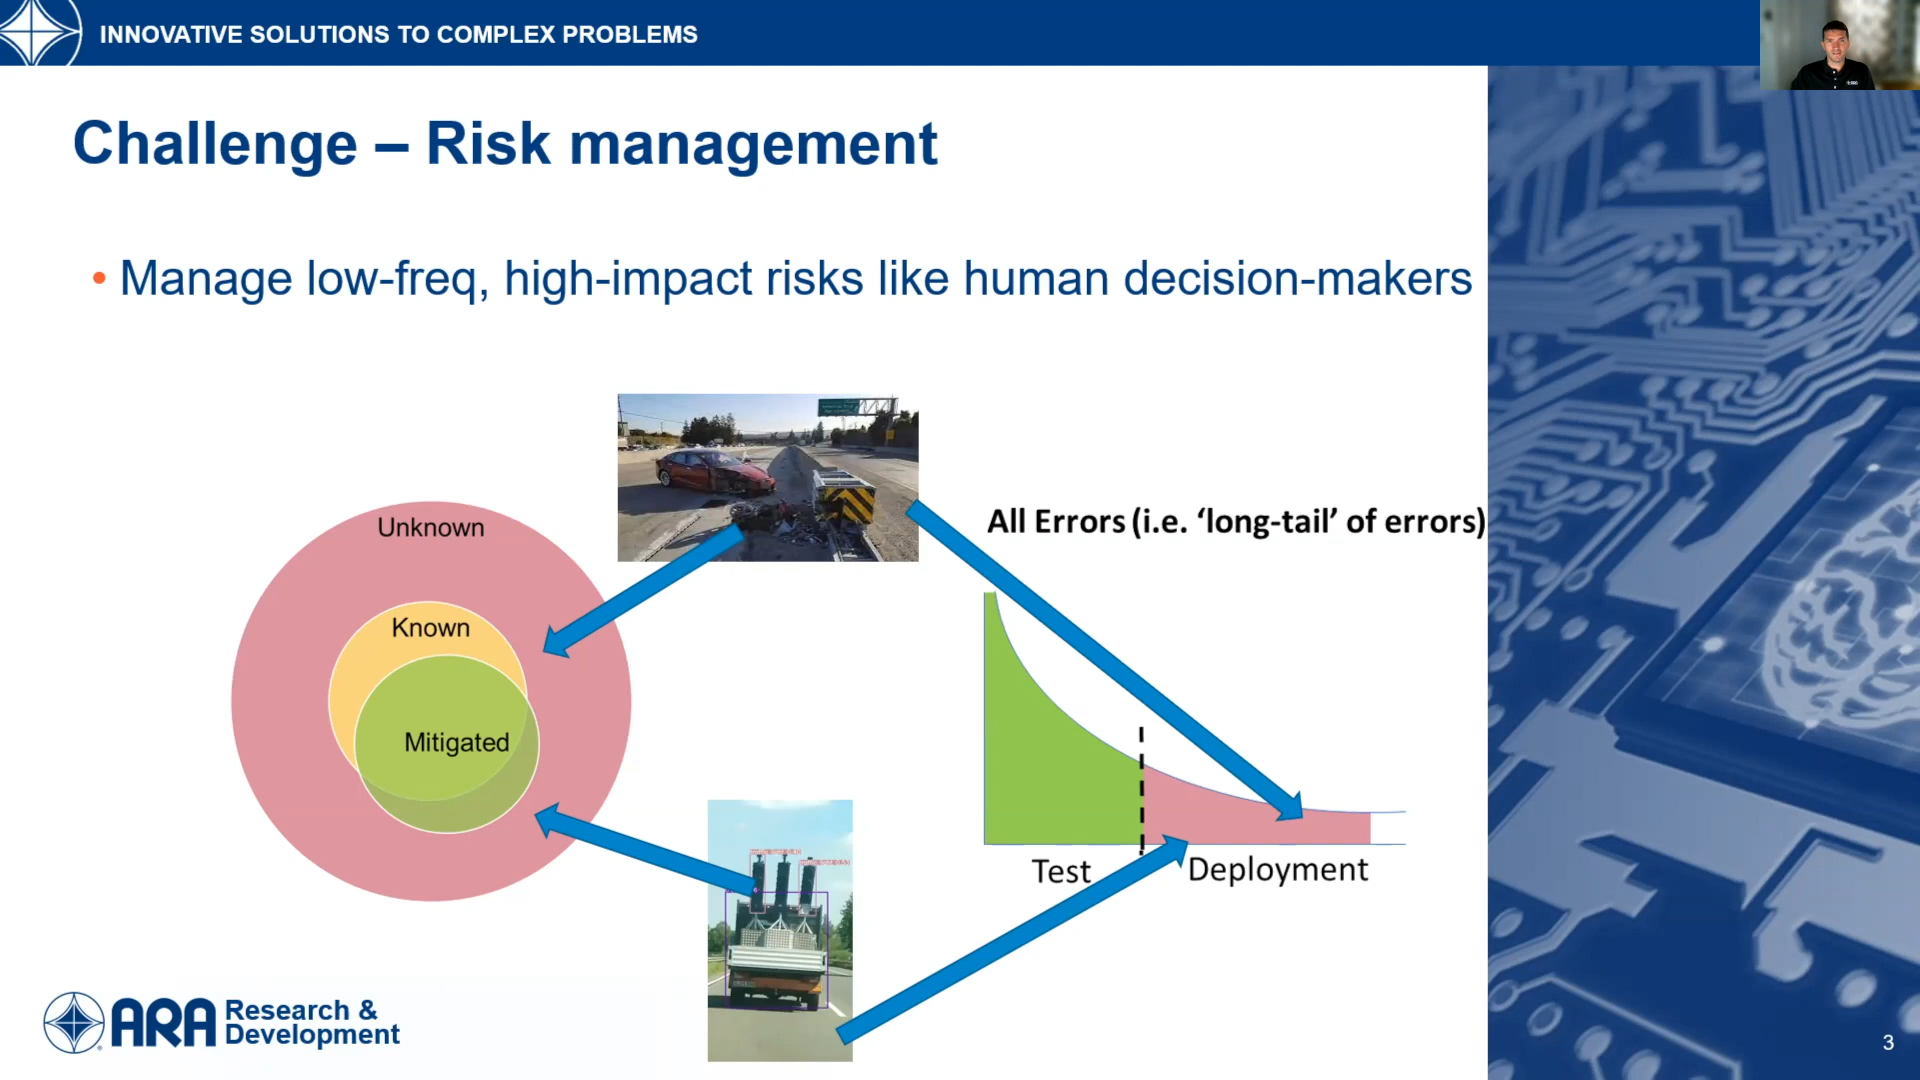 INNOVATIVE SOLUTIONS TO COMPLEX PROBLEMS
Challenge – Risk management
• Manage low-freq, high-impact risks like human decision-makers
All Errors (i.e. ‘long-tail’ of errors)
Unknown
Known
Mitigated
Test
Deployment
ARA
Research &
Development
3